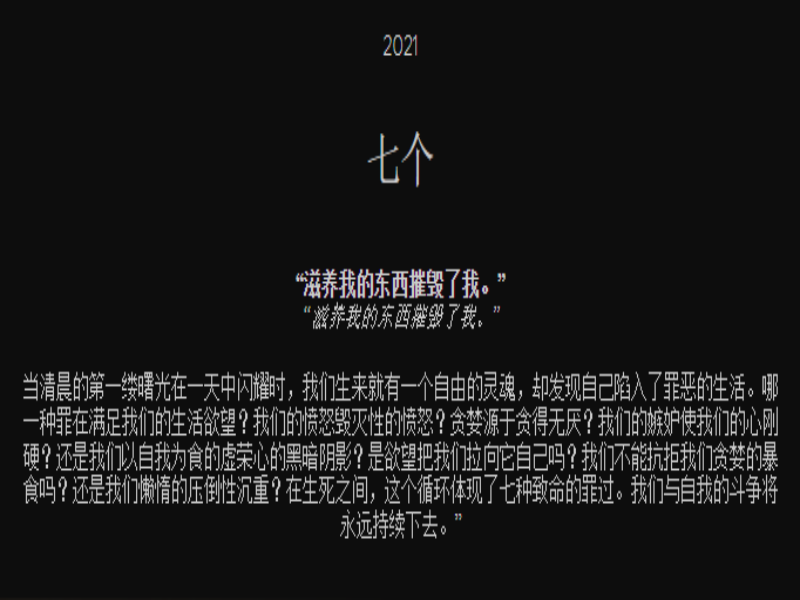 2021
七个
“滋养我的东西摧毁了我。”
“滋养我的东西摧毁了我。”
当清晨的第一缕曙光在一天中闪耀时，我们生来就有一个自由的灵魂，却发现自己陷入了罪恶的生活。哪
一种罪在满足我们的生活欲望？我们的愤怒毁灭性的愤怒？贪婪源于贪得无厌？我们的嫉妒使我们的心刚
硬？还是我们以自我为食的虚荣心的黑暗阴影？是欲望把我们拉向它自己吗？我们不能抗拒我们贪婪的暴
食吗？还是我们懒惰的压倒性沉重？在生死之间，这个循环体现了七种致命的罪过。我们与自我的斗争将
永远持续下去。”